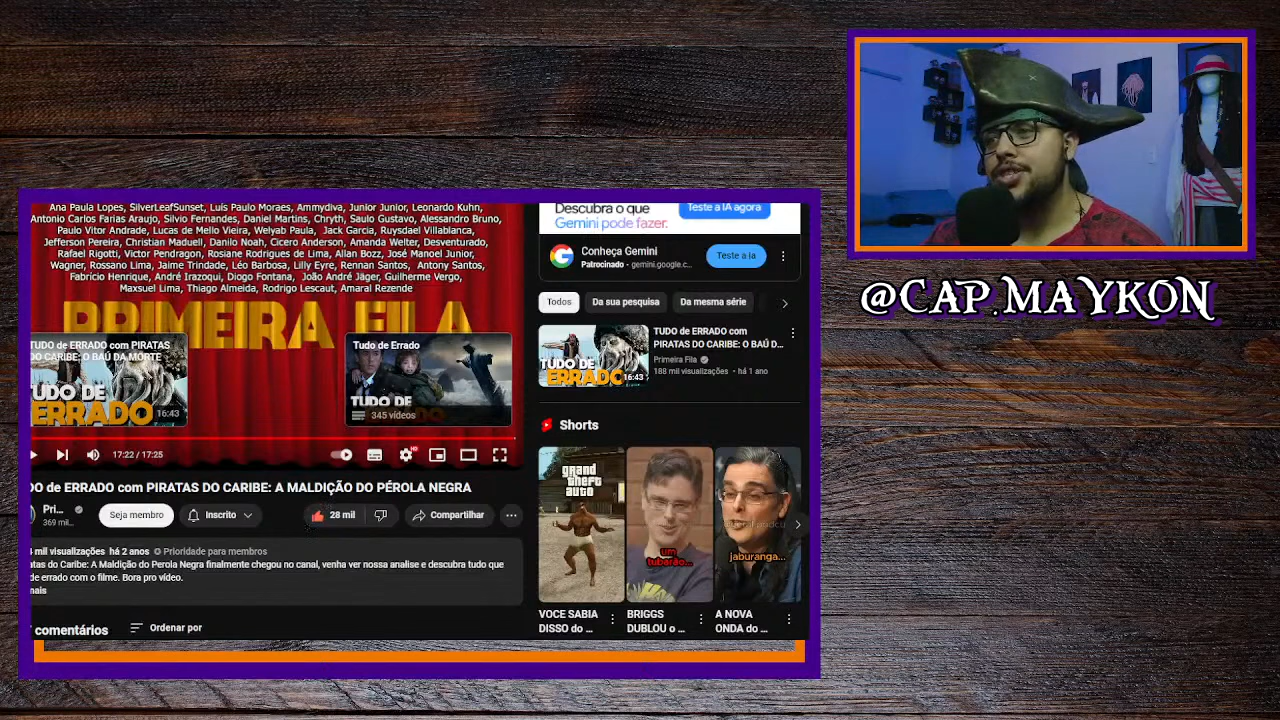 Ana Paula Lopes, SilverLeafSunset, Luis Paulo Moraes, Ammydiva, Junior Junior, Leonardo Kuhn,
Antonio Carlos Farias Araujo, Silvio Fernandes, Daniel Martins, Chryth, Saulo Gustavo, Alessandro Bruno,
Paulo Vitor Andrade, Lucas de Mello Vieira, Welyab Paula, Jack Garcia, Ruysdael Villablanca,
Jefferson Pereira, Christian Maduell, Danilo Noah, Cicero Anderson, Amanda Welter, Desventurado,
Rafael Rigotti, Victor Pendragon, Rosiane Rodrigues de Lima, Allan Bozz, José Manoel Junior,
Wagner, Rossano Lima, Jaime Trindade, Léo Barbosa, Lilly Eyre, Rennan Santos, Antony Santos,
Fabrício Henrique, André Irazoqui, Diogo Fontana, João André Jäger, Guilherme Vergo,
Maxsuel Lima, Thiago Almeida, Rodrigo Lescaut, Amaral Rezende
PRIMEIRA FILA
TUDO de ERRADO com PIRATAS
DO CARIBE: O BAÚ DA MORTE
TUDO DE
ERRADO
16:43
Tudo de Errado
TUDO DE
345 vídeos
17:22 / 17:25
HD
DO de ERRADO com PIRATAS DO CARIBE: A MALDIÇÃO DO PÉROLA NEGRA
Pri...
369 mil...
Seja membro
Inscrito
28 mil
Compartilhar
mil visualizações há 2 anos Prioridade para membros
atas do Caribe: A Maldição do Perola Negra finalmente chegou no canal, venha ver nossa analise e descubra tudo que
de errado com o filme. Bora pro vídeo.
mais
comentários
Ordenar por
Descubra o que
Gemini pode fazer.
Teste a IA agora
Conheça Gemini
Patrocinado · gemini.google.c...
Teste a Ia
Todos
Da sua pesquisa
Da mesma série
TUDO DE
ERRADO
16:43
TUDO de ERRADO com
PIRATAS DO CARIBE: O BAÚ D...
Primeira Fila
188 mil visualizações · há 1 ano
Shorts
grand
theft
auto
um
tubarão...
jaburanga...
VOCE SABIA
DISSO do ...
BRIGGS
DUBLOU o ...
A NOVA
ONDA do ...
@CAP.MAYKON